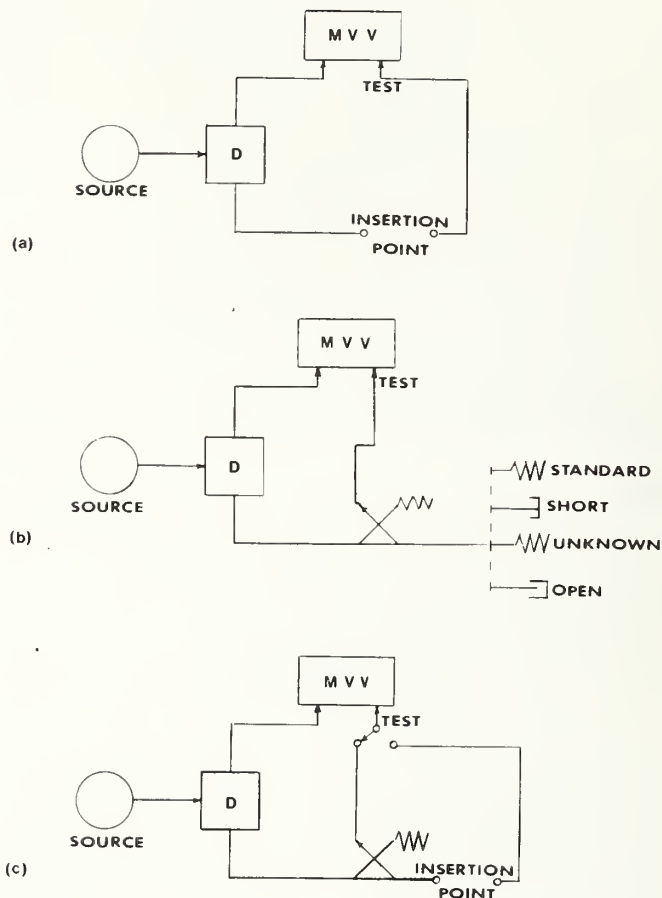 M V V
TEST
D
SOURCE
INSERTION
POINT
(a)
M V V
TEST
D
SOURCE
STANDARD
SHORT
UNKNOWN
OPEN
(b)
M V V
TEST
D
SOURCE
INSERTION
POINT
(c)